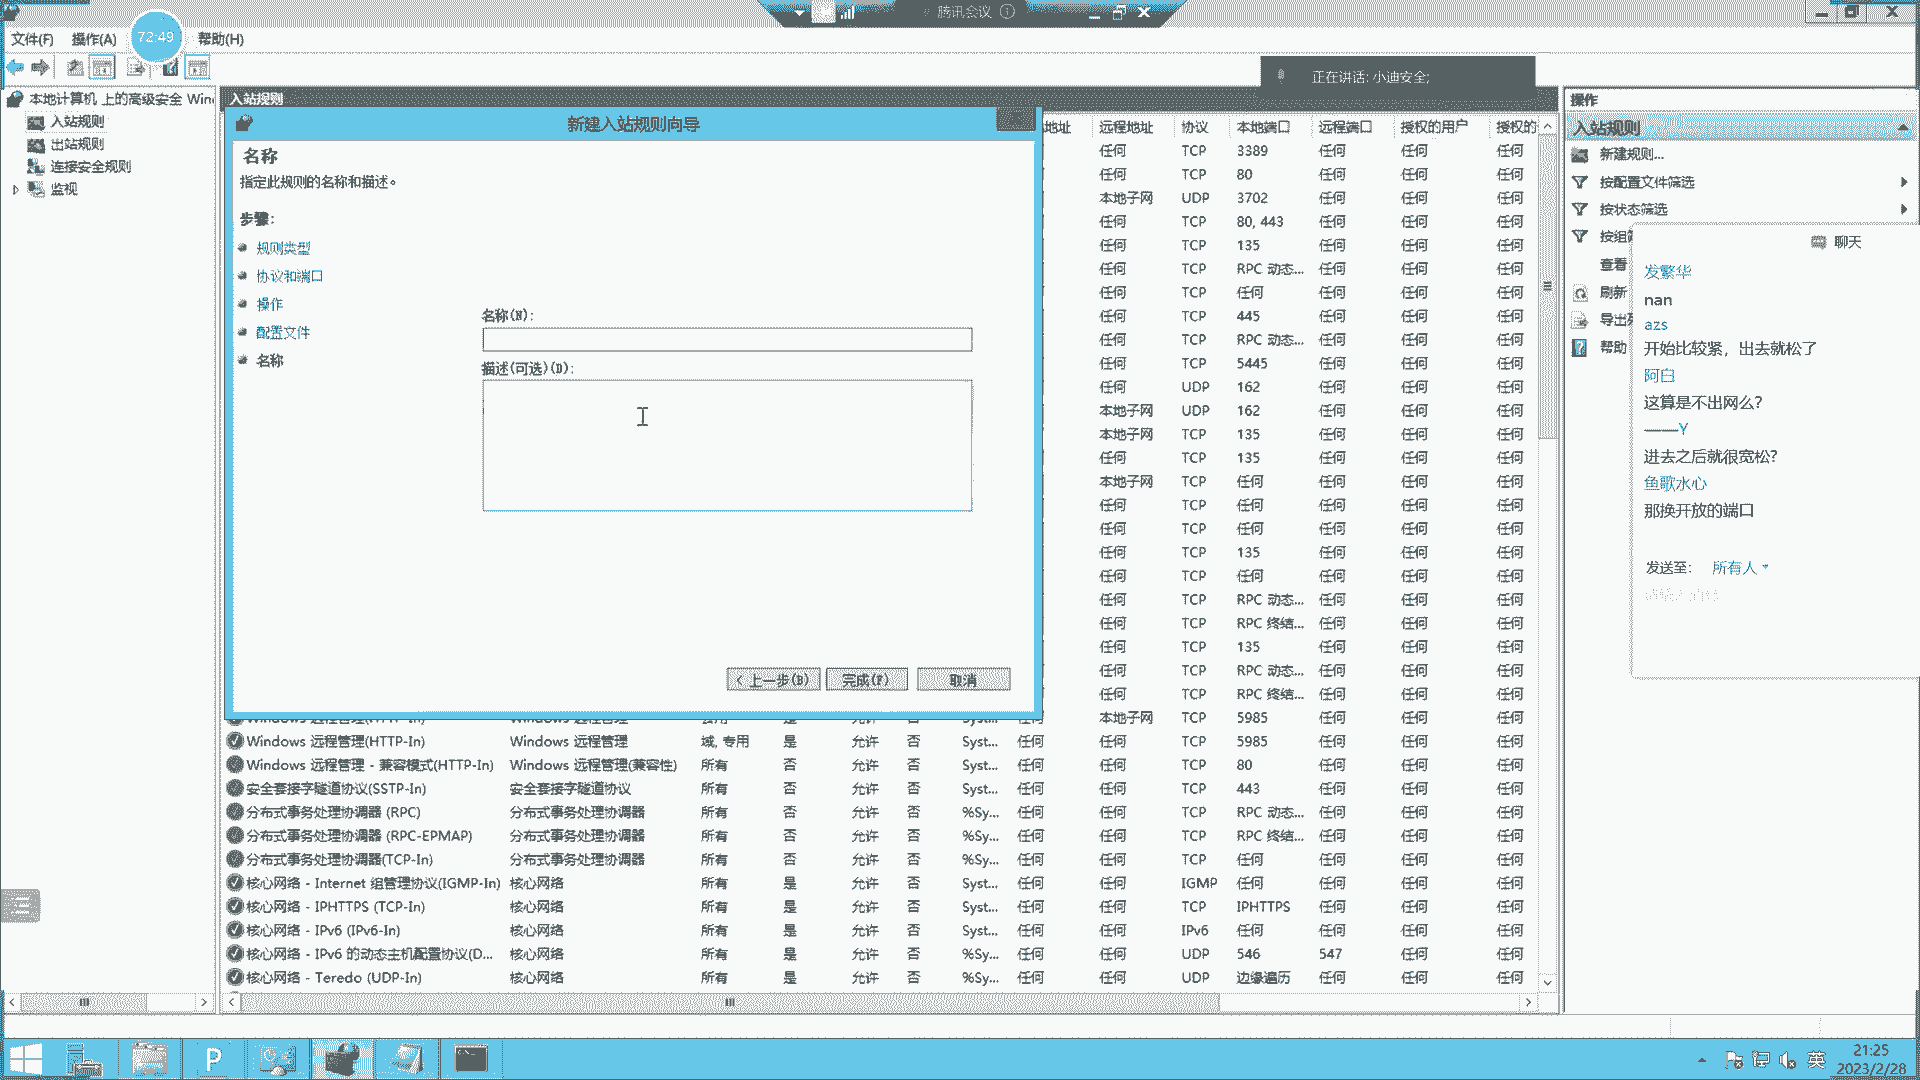 腾讯会议
文件(F) 操作(A) 72:49 帮助(H)
正在讲话: 小迪安全;
本地计算机 上的高级安全 Win
入站规则
出站规则
连接安全规则
监视
入站规则
新建入站规则向导
名称
指定此规则的名称和描述。
步骤:
规则类型
协议和端口
操作
配置文件
名称
名称(N):
描述(可选)(D):
< 上一步(B) 完成(F) 取消
地址 远程地址 协议 本地端口 远程端口 授权的用户 授权的
任何 TCP 3389 任何 任何 任何
任何 TCP 80 任何 任何 任何
本地子网 UDP 3702 任何 任何 任何
任何 TCP 80, 443 任何 任何 任何
任何 TCP 135 任何 任何 任何
任何 TCP RPC 动态... 任何 任何 任何
任何 TCP 任何 任何 任何 任何
任何 TCP 445 任何 任何 任何
任何 TCP RPC 动态... 任何 任何 任何
任何 TCP 5445 任何 任何 任何
任何 UDP 162 任何 任何 任何
本地子网 UDP 162 任何 任何 任何
本地子网 TCP 135 任何 任何 任何
任何 TCP 135 任何 任何 任何
本地子网 TCP 任何 任何 任何 任何
任何 TCP 任何 任何 任何 任何
任何 TCP 任何 任何 任何 任何
任何 TCP 135 任何 任何 任何
任何 TCP 任何 任何 任何 任何
任何 TCP RPC 动态... 任何 任何 任何
任何 TCP RPC 终结... 任何 任何 任何
任何 TCP 135 任何 任何 任何
任何 TCP RPC 动态... 任何 任何 任何
任何 TCP RPC 终结... 任何 任何 任何
本地子网 TCP 5985 任何 任何 任何
Windows 远程管理(HTTP-In) Windows 远程管理 域, 专用 是 允许 否 Syst... 任何 任何 TCP 5985 任何 任何 任何
Windows 远程管理 - 兼容模式(HTTP-In) Windows 远程管理(兼容性) 所有 否 允许 否 Syst... 任何 任何 TCP 80 任何 任何 任何
安全套接字隧道协议(SSTP-In) 安全套接字隧道协议 所有 否 允许 否 Syst... 任何 任何 TCP 443 任何 任何 任何
分布式事务处理协调器 (RPC) 分布式事务处理协调器 所有 否 允许 否 %Sy... 任何 任何 TCP RPC 动态... 任何 任何 任何
分布式事务处理协调器 (RPC-EPMAP) 分布式事务处理协调器 所有 否 允许 否 %Sy... 任何 任何 TCP RPC 终结... 任何 任何 任何
分布式事务处理协调器(TCP-In) 分布式事务处理协调器 所有 否 允许 否 %Sy... 任何 任何 TCP 任何 任何 任何 任何
核心网络 - Internet 组管理协议(IGMP-In) 核心网络 所有 是 允许 否 Syst... 任何 任何 IGMP 任何 任何 任何 任何
核心网络 - IPHTTPS (TCP-In) 核心网络 所有 是 允许 否 Syst... 任何 任何 TCP IPHTTPS 任何 任何 任何
核心网络 - IPv6 (IPv6-In) 核心网络 所有 是 允许 否 Syst... 任何 任何 IPv6 任何 任何 任何 任何
核心网络 - IPv6 的动态主机配置协议(D... 核心网络 所有 是 允许 否 %Sy... 任何 任何 UDP 546 547 任何 任何
核心网络 - Teredo (UDP-In) 核心网络 所有 是 允许 否 %Sy... 任何 任何 UDP 边缘遍历 任何 任何 任何
操作
入站规则
新建规则...
按配置文件筛选
按状态筛选
按组
查看
刷新
导出列
帮助
聊天
发繁华
nan
azs
开始比较紧，出去就松了
阿白
这算是不出网么?
——Y
进去之后就很宽松?
鱼歌水心
那换开放的端口
发送至: 所有人
英
21:25
2023/2/28